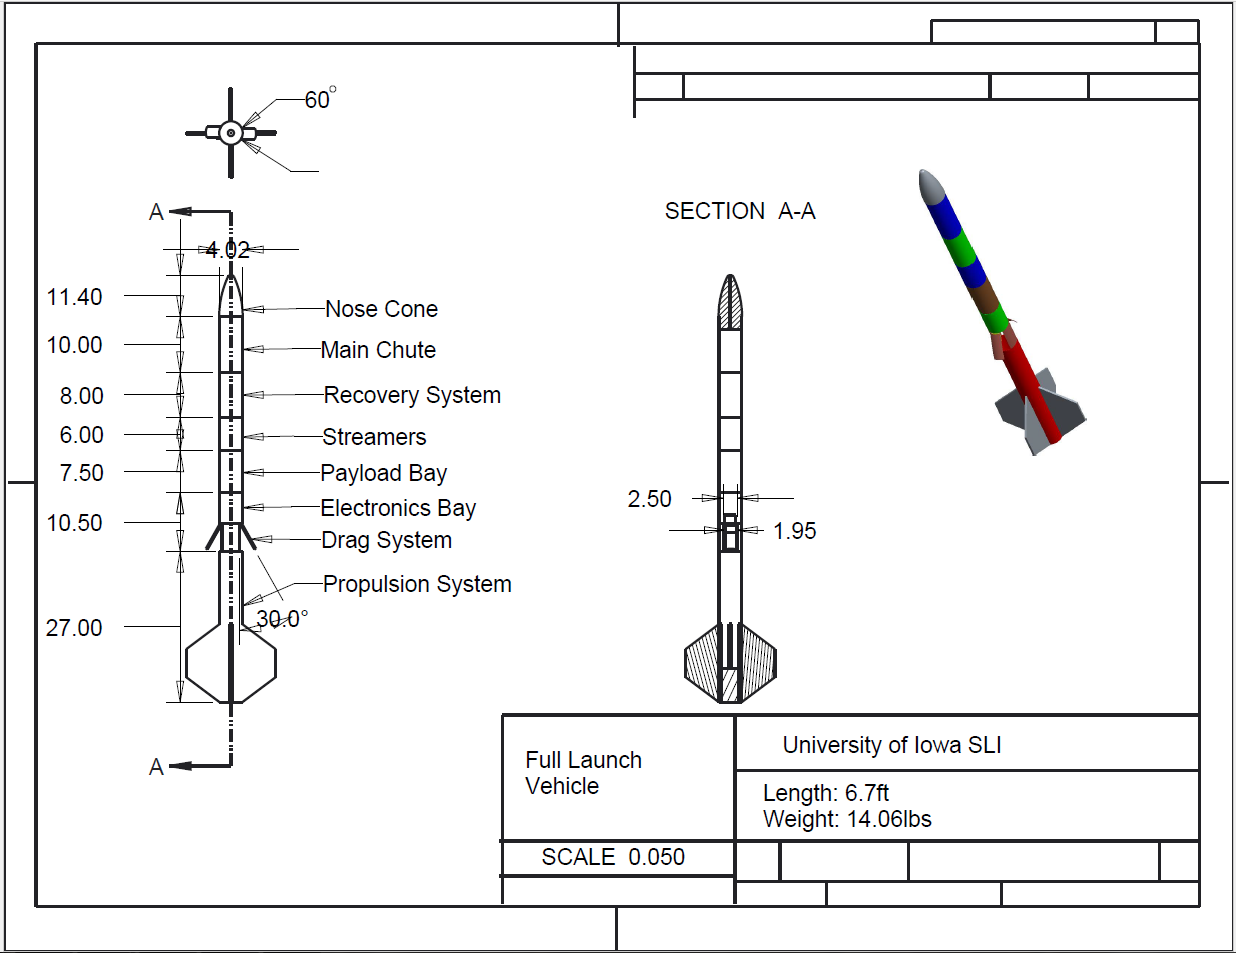 60°
A
SECTION A-A
4.02
11.40
Nose Cone
10.00
Main Chute
8.00
Recovery System
6.00
Streamers
7.50
Payload Bay
2.50
10.50
Electronics Bay
1.95
Drag System
Propulsion System
30.0°
27.00
A
Full Launch
Vehicle
University of Iowa SLI
Length: 6.7ft
Weight: 14.06lbs
SCALE 0.050